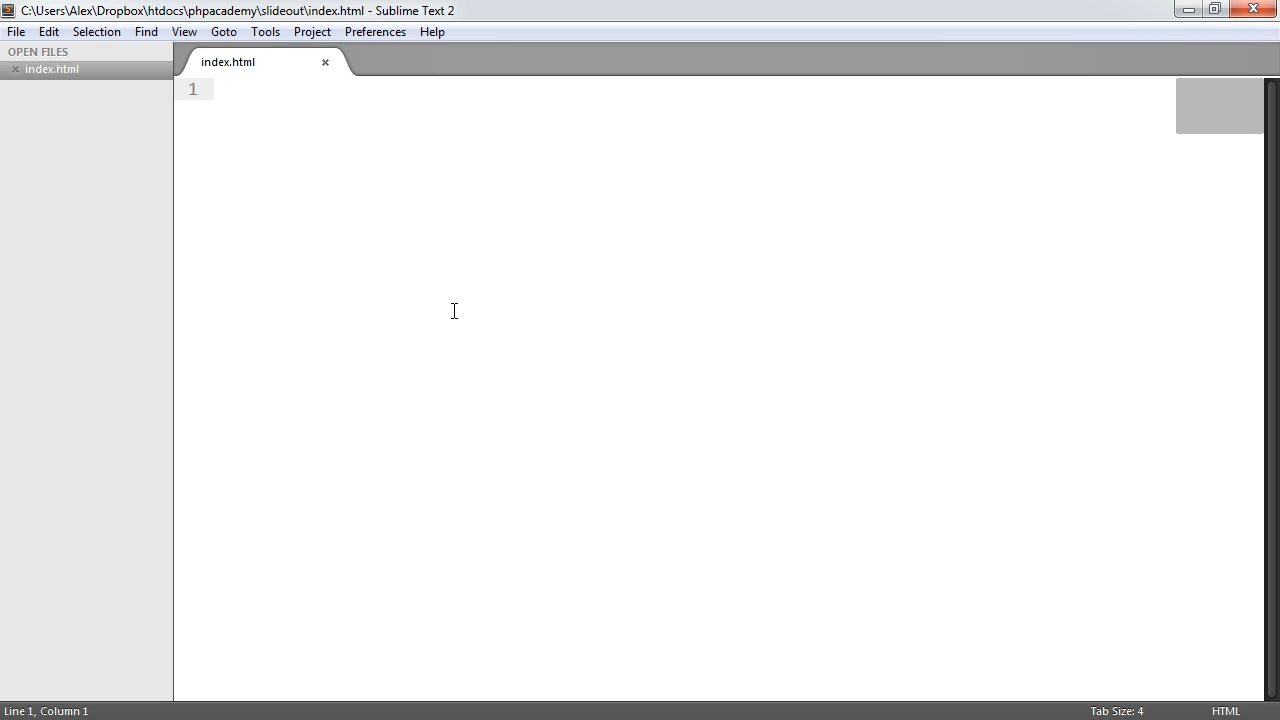 C:\Users\Alex\Dropbox\htdocs\phpacademy\slideout\index.html - Sublime Text 2
File Edit Selection Find View Goto Tools Project Preferences Help
OPEN FILES
index.html
index.html
1
Line 1, Column 1
Tab Size: 4
HTML